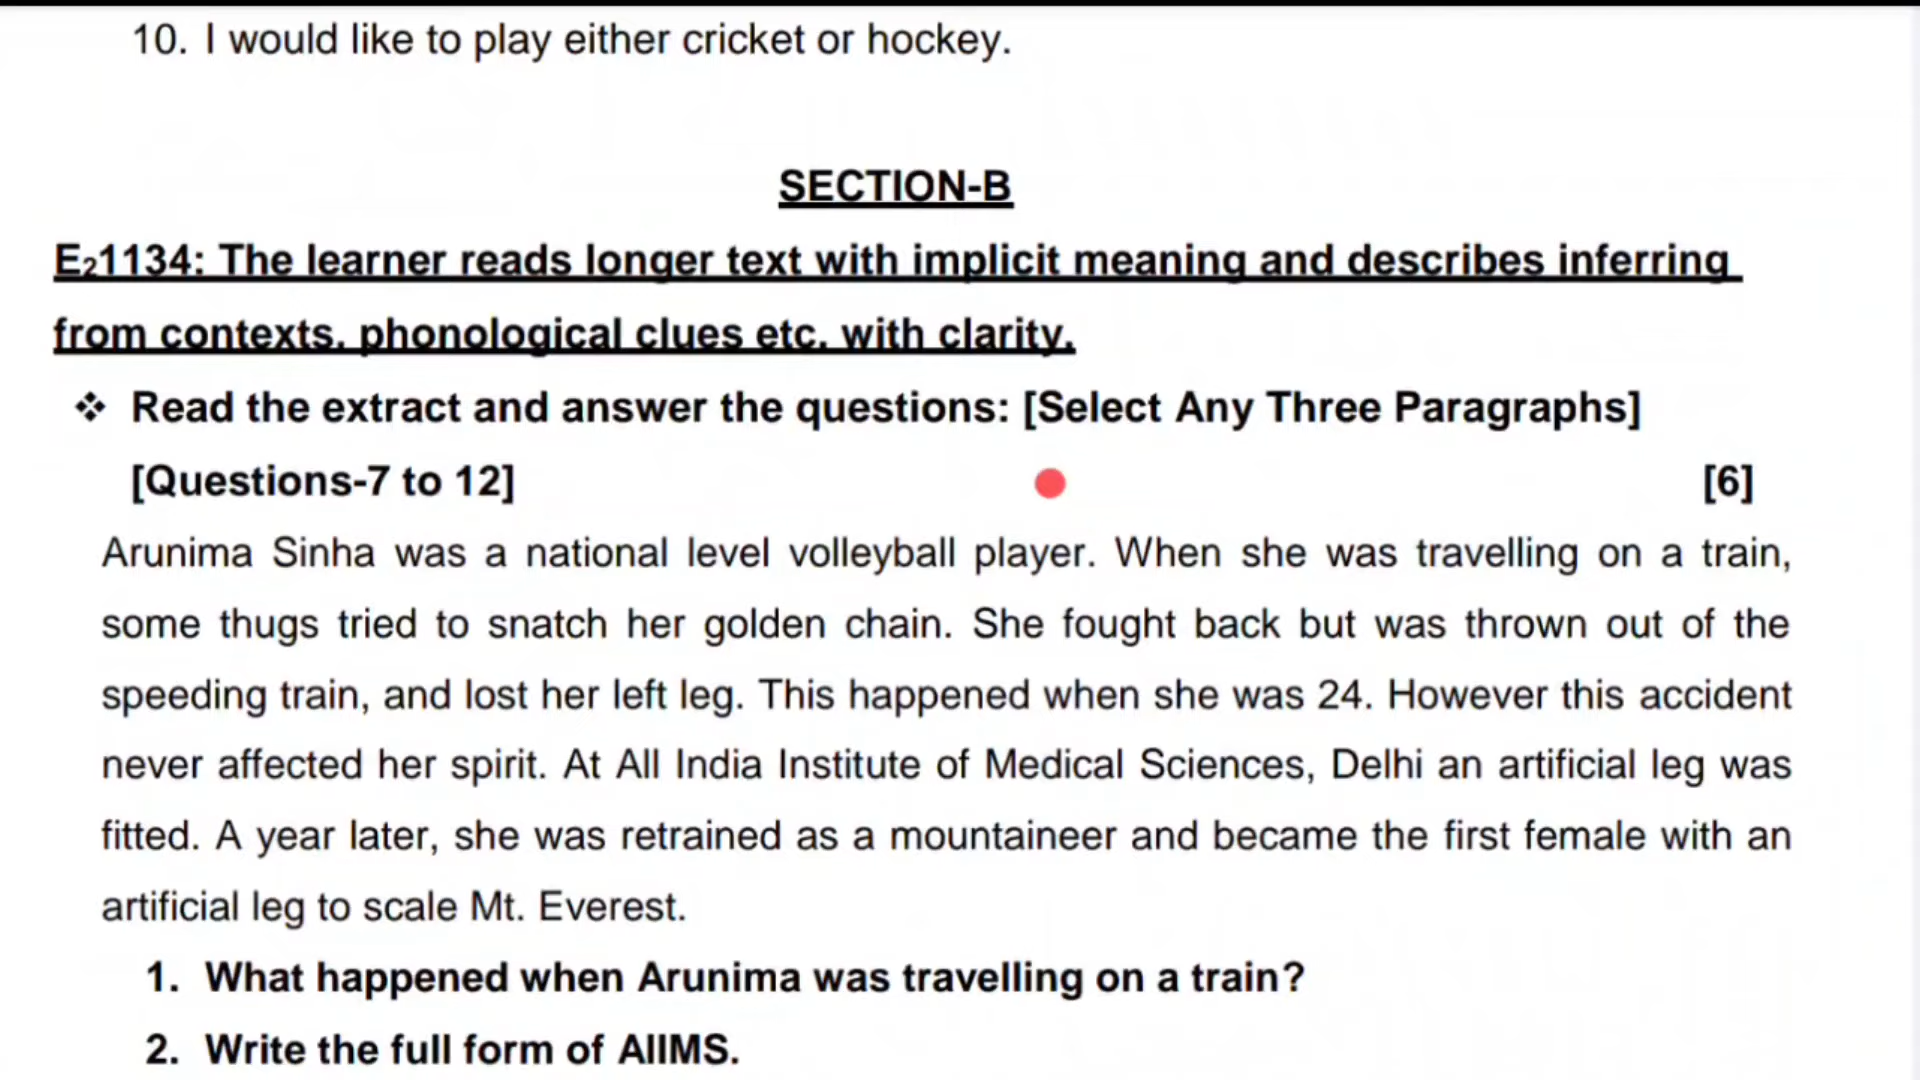 10. I would like to play either cricket or hockey.
SECTION-B
E₂1134: The learner reads longer text with implicit meaning and describes inferring
from contexts, phonological clues etc. with clarity.
❖ Read the extract and answer the questions: [Select Any Three Paragraphs]
[Questions-7 to 12] [6]
Arunima Sinha was a national level volleyball player. When she was travelling on a train,
some thugs tried to snatch her golden chain. She fought back but was thrown out of the
speeding train, and lost her left leg. This happened when she was 24. However this accident
never affected her spirit. At All India Institute of Medical Sciences, Delhi an artificial leg was
fitted. A year later, she was retrained as a mountaineer and became the first female with an
artificial leg to scale Mt. Everest.
1. What happened when Arunima was travelling on a train?
2. Write the full form of AIIMS.